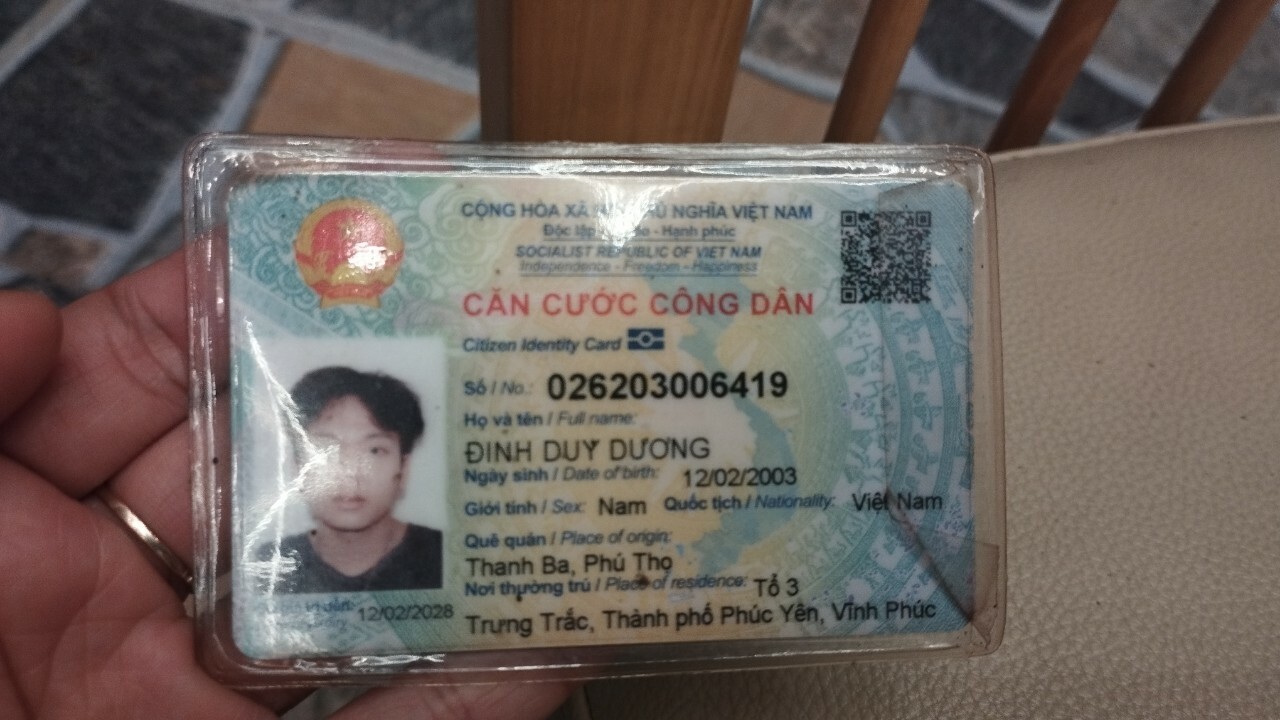 CỘNG HÒA XÃ NGHĨA VIỆT NAM
Độc lập - Hạnh phúc
SOCIALIST REPUBLIC OF VIET NAM
Independence - Freedom - Happiness
CĂN CƯỚC CÔNG DÂN
Citizen Identity Card
Số / No.: 026203006419
Họ và tên / Full name:
ĐINH DUY DƯƠNG
Ngày sinh / Date of birth: 12/02/2003
Giới tính / Sex: Nam Quốc tịch / Nationality: Việt Nam
Quê quán / Place of origin:
Thanh Ba, Phú Thọ
Nơi thường trú / Place of residence: Tổ 3
Trưng Trắc, Thành phố Phúc Yên, Vĩnh Phúc
12/02/2028